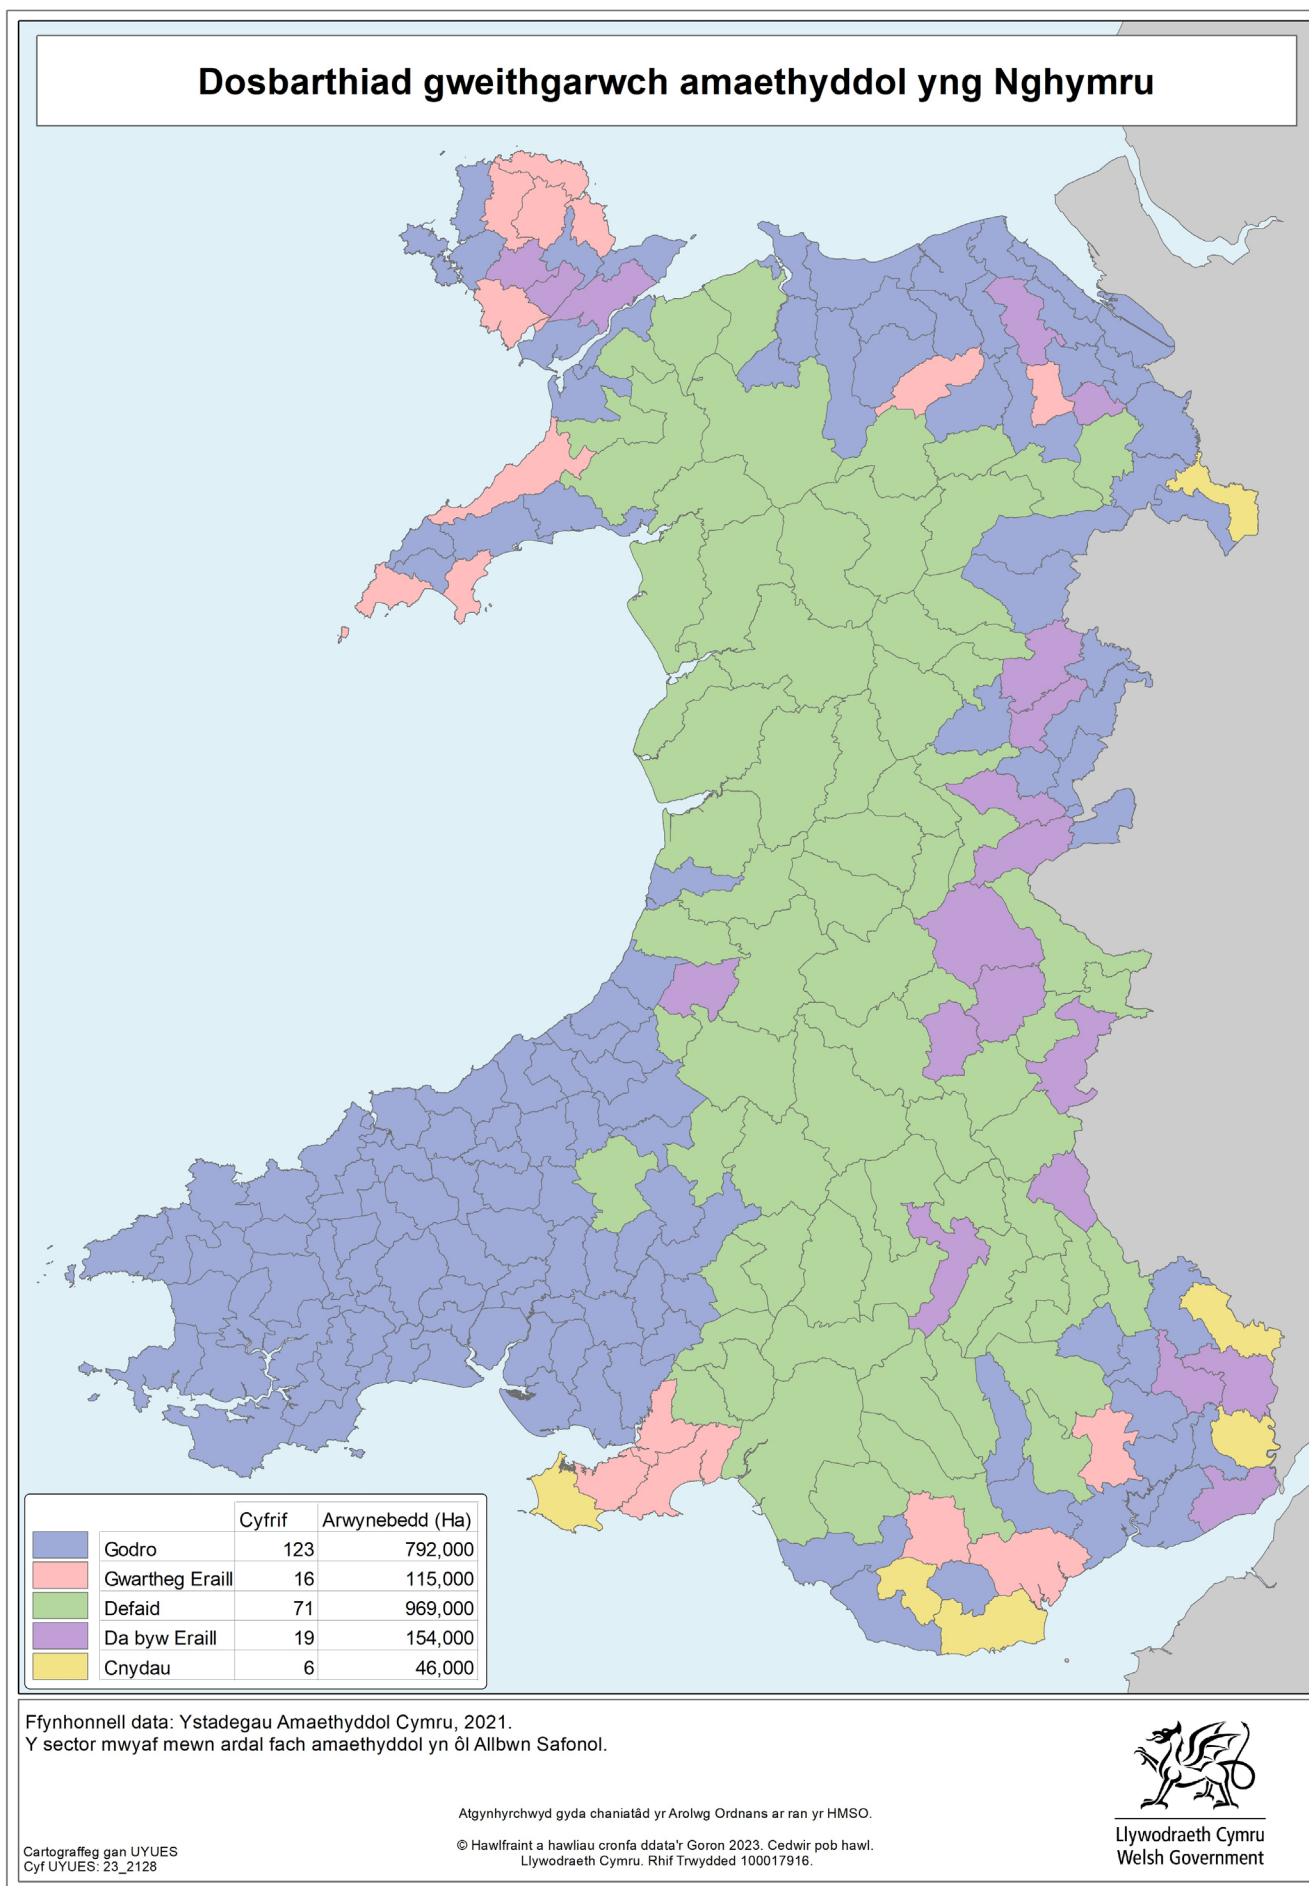 Dosbarthiad gweithgarwch amaethyddol yng Nghymru
Cyfrif Arwynebedd (Ha)
Godro 123 792,000
Gwartheg Eraill 16 115,000
Defaid 71 969,000
Da byw Eraill 19 154,000
Cnydau 6 46,000
Ffynhonnell data: Ystadegau Amaethyddol Cymru, 2021.
Y sector mwyaf mewn ardal fach amaethyddol yn ôl Allbwn Safonol.
Atgynhyrchwyd gyda chaniatâd yr Arolwg Ordnans ar ran yr HMSO.
© Hawlfraint a hawliau cronfa ddata'r Goron 2023. Cedwir pob hawl.
Llywodraeth Cymru. Rhif Trwydded 100017916.
Cartograffeg gan UYUES
Cyf UYUES: 23_2128
Llywodraeth Cymru
Welsh Government